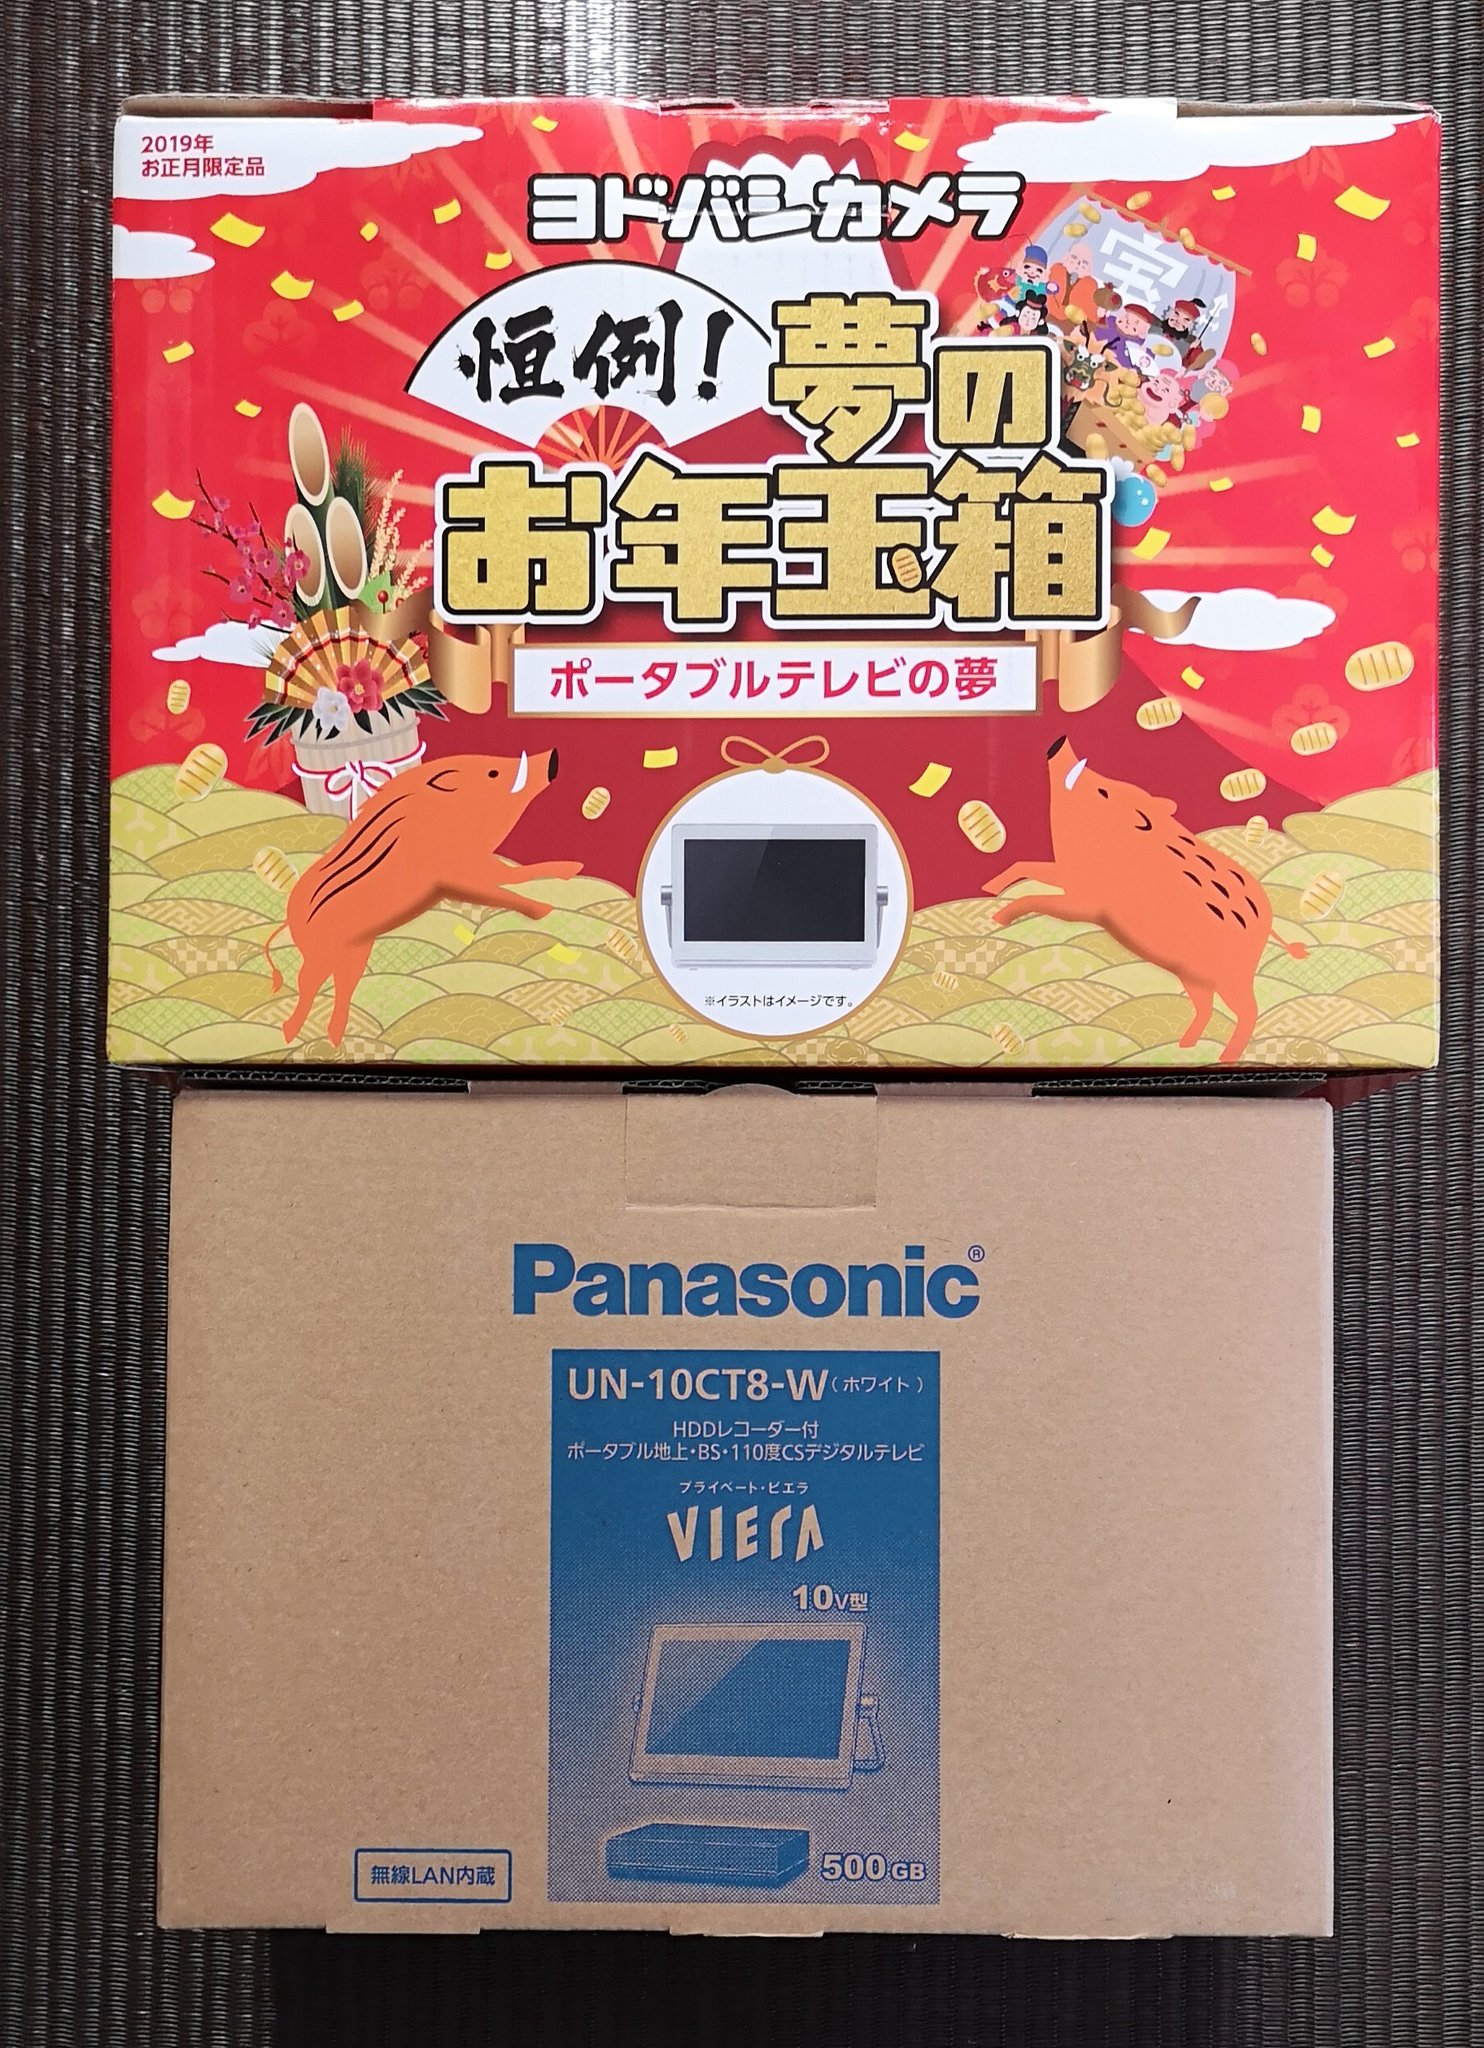 2019年
お正月限定品
ヨドバシカメラ
宝
恒例!
夢の
お年玉箱
ポータブルテレビの夢
※イラストはイメージです。
Panasonic®
UN-10CT8-W(ホワイト)
HDDレコーダー付
ポータブル地上・BS・110度CSデジタルテレビ
プライベート・ビエラ
VIERA
10V型
500GB
無線LAN内蔵